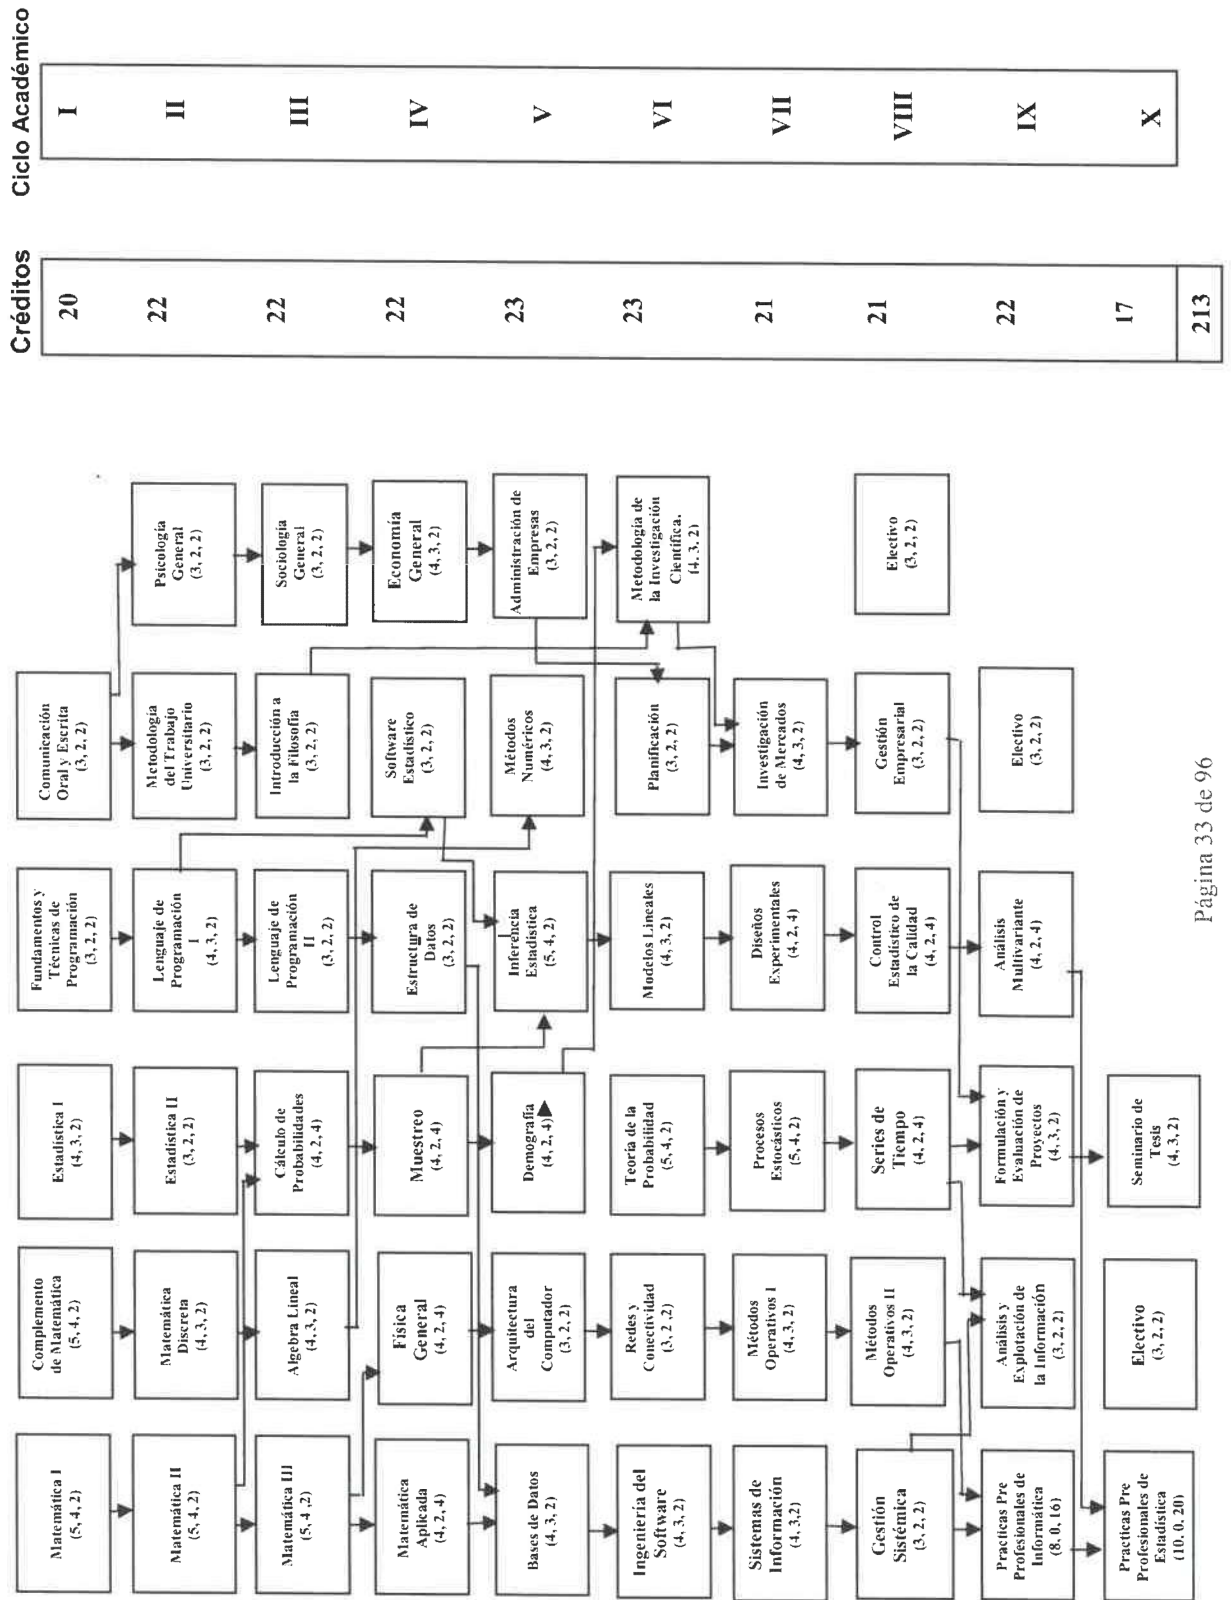 Créditos
Ciclo Académico
Matemática I
(5, 4, 2)
Complemento
de Matemática
(5, 4, 2)
Estadística I
(4, 3, 2)
Fundamentos y
Técnicas de
Programación
(3, 2, 2)
Comunicación
Oral y Escrita
(3, 2, 2)
20
I
Matemática II
(5, 4, 2)
Matemática
Discreta
(4, 3, 2)
Estadística II
(3, 2, 2)
Lenguaje de
Programación
I
(4, 3, 2)
Metodología
del Trabajo
Universitario
(3, 2, 2)
Psicología
General
(3, 2, 2)
22
II
Matemática III
(5, 4 ,2)
Algebra Lineal
(4, 3, 2)
Cálculo de
Probabilidades
(4, 2, 4)
Lenguaje de
Programación
II
(3, 2, 2)
Introducción a
la Filosofía
(3, 2, 2)
Sociología
General
(3, 2, 2)
22
III
Matemática
Aplicada
(4, 2, 4)
Física
General
(4, 2, 4)
Muestreo
(4, 2, 4)
Estructura de
Datos
(3, 2, 2)
Software
Estadístico
(3, 2, 2)
Economía
General
(4, 3, 2)
22
IV
Bases de Datos
(4, 3, 2)
Arquitectura
del
Computador
(3, 2, 2)
Demografía
(4, 2, 4)
Inferencia
Estadística
(5, 4, 2)
Métodos
Numéricos
(4, 3, 2)
Administración de
Empresas
(3, 2, 2)
23
V
Ingeniería del
Software
(4, 3, 2)
Redes y
Conectividad
(3, 2 ,2)
Teoría de la
Probabilidad
(5, 4, 2)
Modelos Lineales
(4, 3, 2)
Planificación
(3, 2, 2)
Metodología de
la Investigación
Científica.
(4, 3, 2)
23
VI
Sistemas de
Información
(4, 3,2)
Métodos
Operativos I
(4, 3, 2)
Procesos
Estocásticos
(5, 4, 2)
Diseños
Experimentales
(4, 2, 4)
Investigación
de Mercados
(4, 3, 2)
21
VII
Gestión
Sistémica
(3, 2, 2)
Métodos
Operativos II
(4, 3, 2)
Series de
Tiempo
(4, 2, 4)
Control
Estadístico de
la Calidad
(4, 2, 4)
Gestión
Empresarial
(3, 2, 2)
Electivo
(3, 2, 2)
21
VIII
Practicas Pre
Profesionales de
Informática
(8, 0, 16)
Análisis y
Explotación de
la Información
(3, 2, 2)
Formulación y
Evaluación de
Proyectos
(4, 3, 2)
Análisis
Multivariante
(4, 2, 4)
Electivo
(3, 2, 2)
22
IX
Practicas Pre
Profesionales de
Estadística
(10, 0, 20)
Electivo
(3, 2, 2)
Seminario de
Tesis
(4, 3, 2)
17
X
213
Página 33 de 96